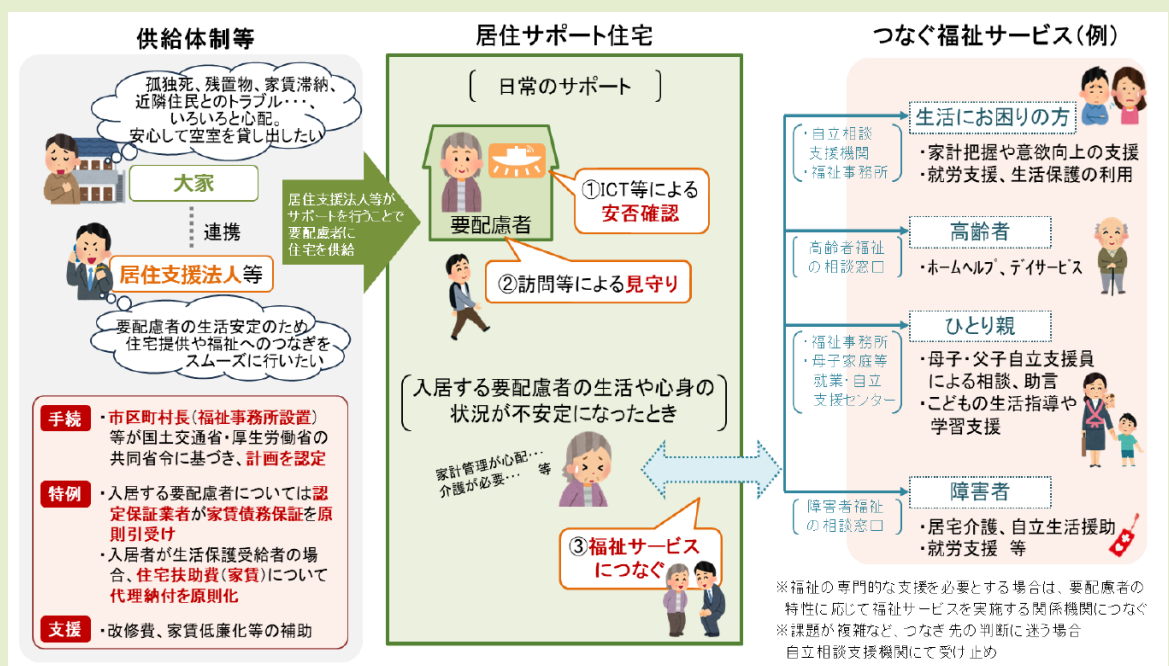 供給体制等
孤独死、残置物、家賃滞納、
近隣住民とのトラブル・・・、
いろいろと心配。
安心して空室を貸し出したい
大家
連携
居住支援法人等
要配慮者の生活安定のため
住宅提供や福祉へのつなぎを
スムーズに行いたい
手続
・市区町村長(福祉事務所設置)
等が国土交通省・厚生労働省の
共同省令に基づき、計画を認定
特例
・入居する要配慮者については認
定保証業者が家賃債務保証を原
則引受け
・入居者が生活保護受給者の場
合、住宅扶助費(家賃)について
代理納付を原則化
支援
・改修費、家賃低廉化等の補助
居住支援法人等が
サポートを行うことで
要配慮者に
住宅を供給
居住サポート住宅
日常のサポート
要配慮者
①ICT等による
安否確認
②訪問等による見守り
入居する要配慮者の生活や心身の
状況が不安定になったとき
家計管理が心配…
介護が必要… 等
③福祉サービス
につなぐ
つなぐ福祉サービス(例)
・自立相談
支援機関
・福祉事務所
生活にお困りの方
・家計把握や意欲向上の支援
・就労支援、生活保護の利用
高齢者福祉
の相談窓口
高齢者
・ホームヘルプ、デイサービス
・福祉事務所
・母子家庭等
就業・自立
支援センター
ひとり親
・母子・父子自立支援員
による相談、助言
・こどもの生活指導や
学習支援
障害者福祉
の相談窓口
障害者
・居宅介護、自立生活援助
・就労支援 等
※福祉の専門的な支援を必要とする場合は、要配慮者の
特性に応じて福祉サービスを実施する関係機関につなぐ
※課題が複雑など、つなぎ先の判断に迷う場合
自立相談支援機関にて受け止め